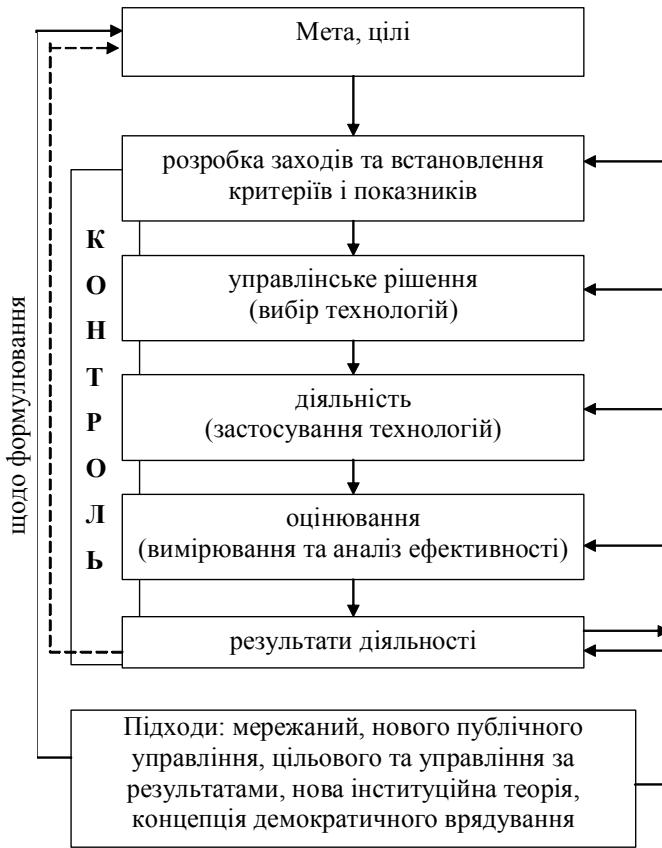 Мета, цілі
розробка заходів та встановлення
критеріїв і показників
управлінське рішення
(вибір технологій)
діяльність
(застосування технологій)
оцінювання
(вимірювання та аналіз ефективності)
результати діяльності
К
О
Н
Т
Р
О
Л
Ь
щодо формулювання
Підходи: мережаний, нового публічного
управління, цільового та управління за
результатами, нова інституційна теорія,
концепція демократичного врядування